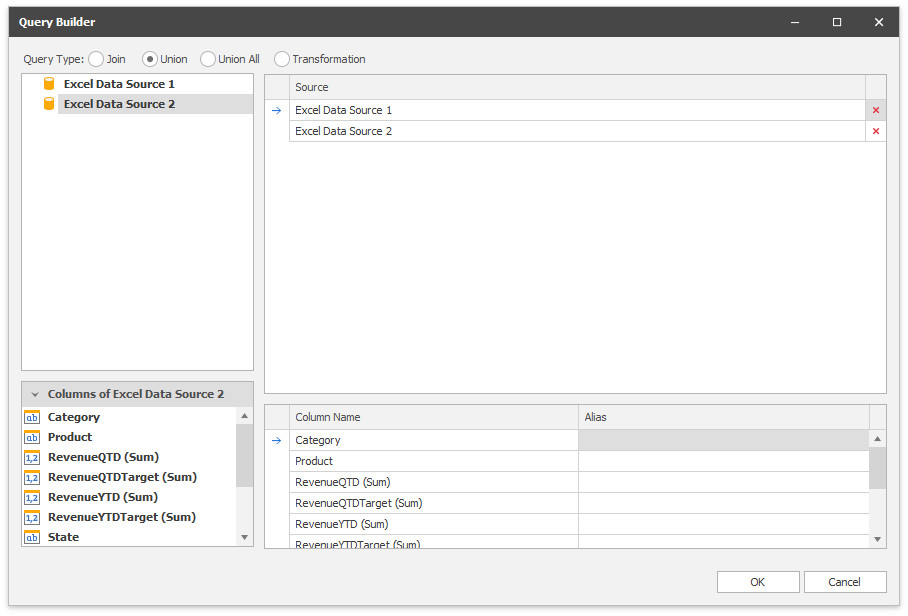 Query Builder
Query Type: Join Union Union All Transformation
Excel Data Source 1
Excel Data Source 2
Source
Excel Data Source 1
Excel Data Source 2
Columns of Excel Data Source 2
ab Category
ab Product
1,2 RevenueQTD (Sum)
1,2 RevenueQTDTarget (Sum)
1,2 RevenueYTD (Sum)
1,2 RevenueYTDTarget (Sum)
ab State
Column Name Alias
Category
Product
RevenueQTD (Sum)
RevenueQTDTarget (Sum)
RevenueYTD (Sum)
RevenueYTDTarget (Sum)
OK Cancel